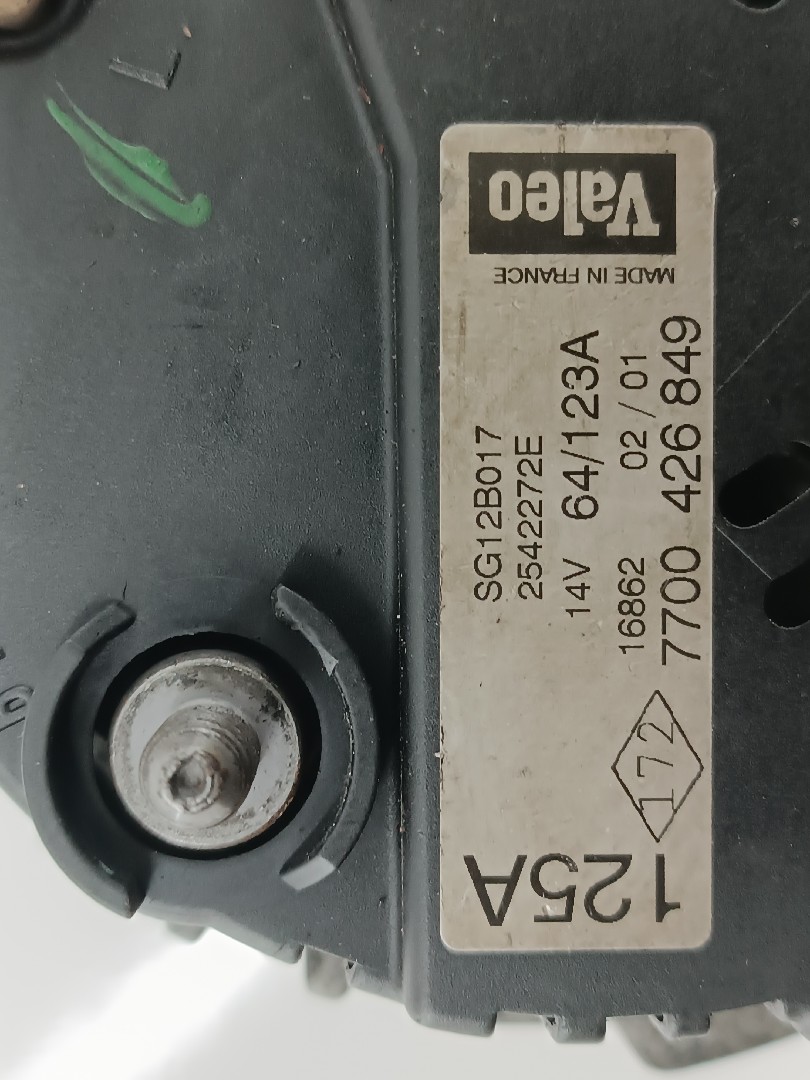 Valeo
MADE IN FRANCE
SG12B017
2542272E
14V 64/123A
16862 02 / 01
7700 426 849
172
125A
L